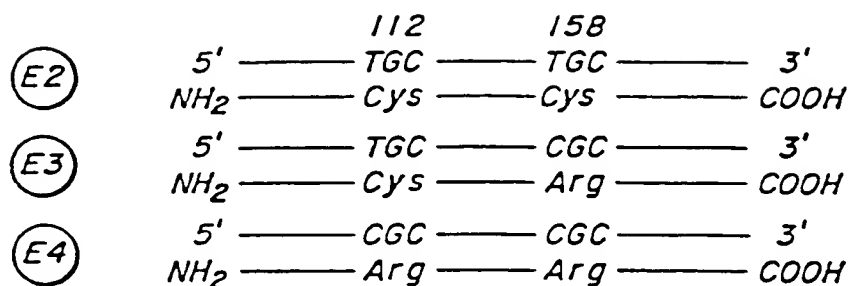 112 158
E2 5' TGC TGC 3'
NH2 Cys Cys COOH
E3 5' TGC CGC 3'
NH2 Cys Arg COOH
E4 5' CGC CGC 3'
NH2 Arg Arg COOH